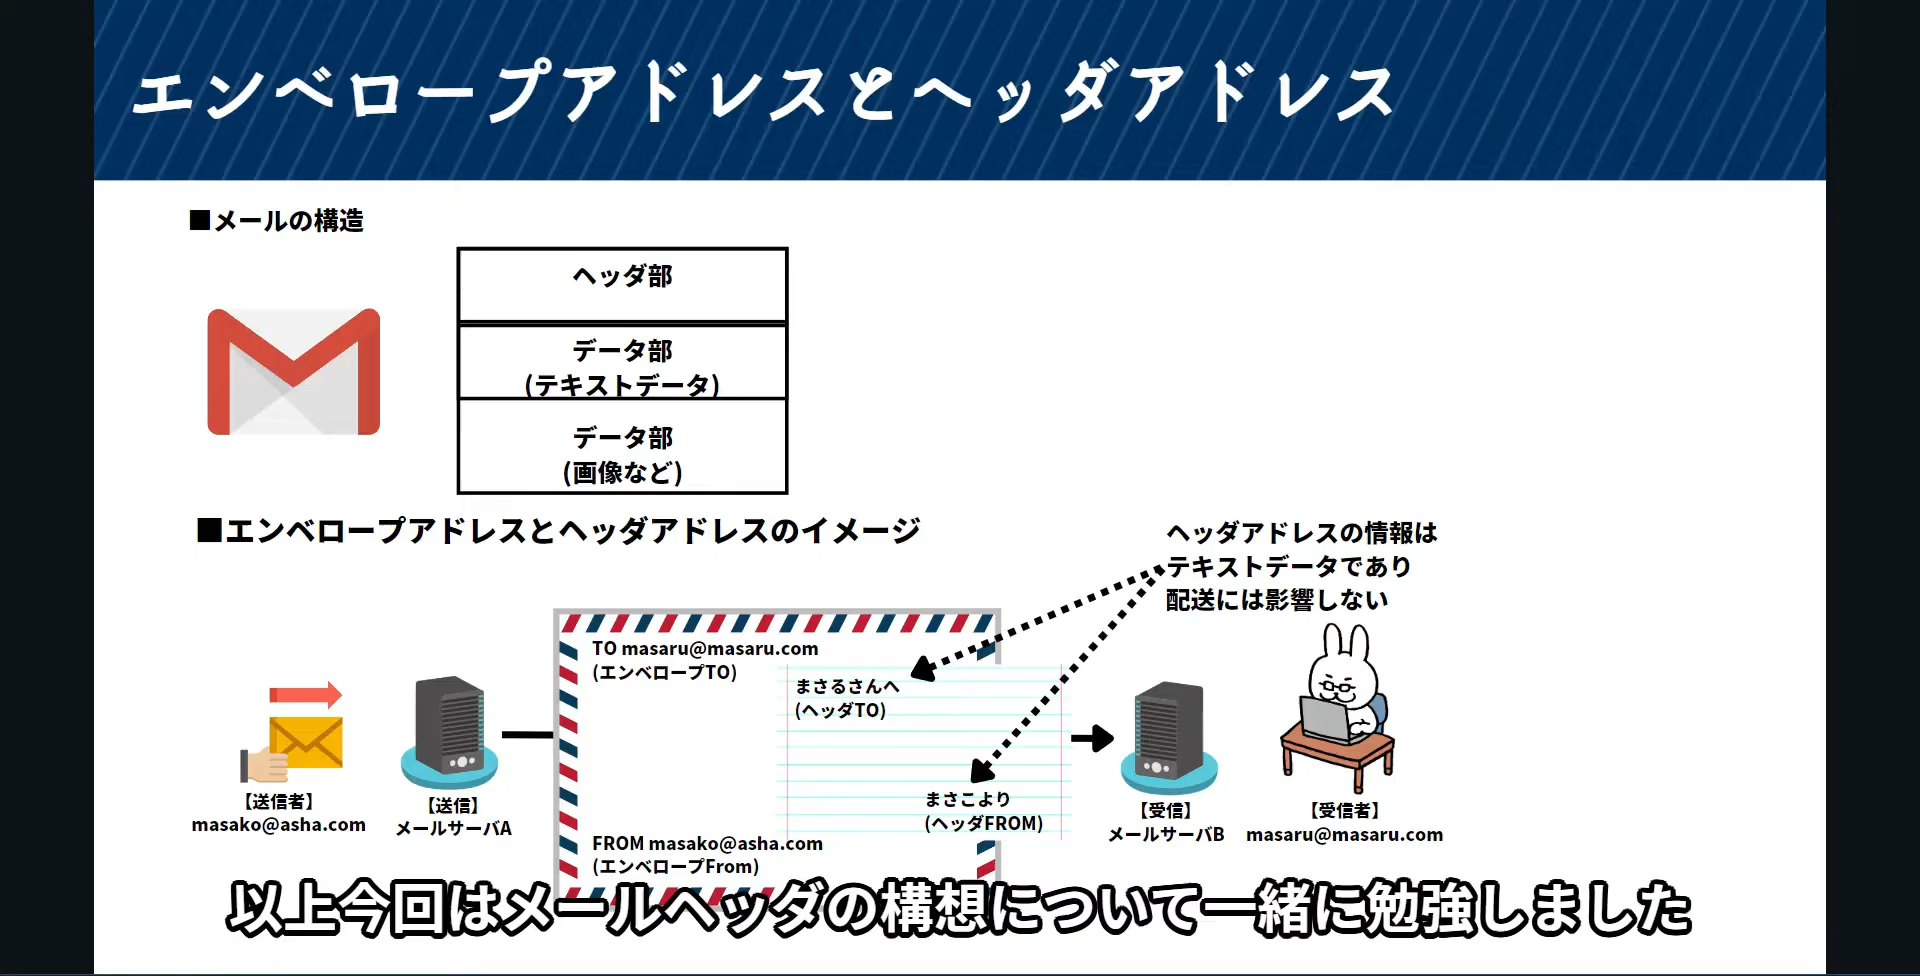 エンベロープアドレスとヘッダアドレス
■メールの構造
ヘッダ部
データ部
(テキストデータ)
データ部
(画像など)
■エンベロープアドレスとヘッダアドレスのイメージ
ヘッダアドレスの情報は
テキストデータであり
配送には影響しない
TO masaru@masaru.com
(エンベロープTO)
まさるさんへ
(ヘッダTO)
まさこより
(ヘッダFROM)
FROM masako@asha.com
(エンベロープFrom)
【送信者】
masako@asha.com
【送信】
メールサーバA
【受信】
メールサーバB
【受信者】
masaru@masaru.com
以上今回はメールヘッダの構想について一緒に勉強しました